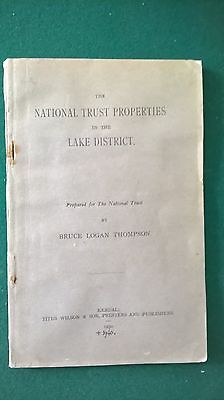 THE
NATIONAL TRUST PROPERTIES
IN THE
LAKE DISTRICT.
Prepared for The National Trust
BY
BRUCE LOGAN THOMPSON
KENDAL:
TITUS WILSON & SON, PRINTERS AND PUBLISHERS
1930